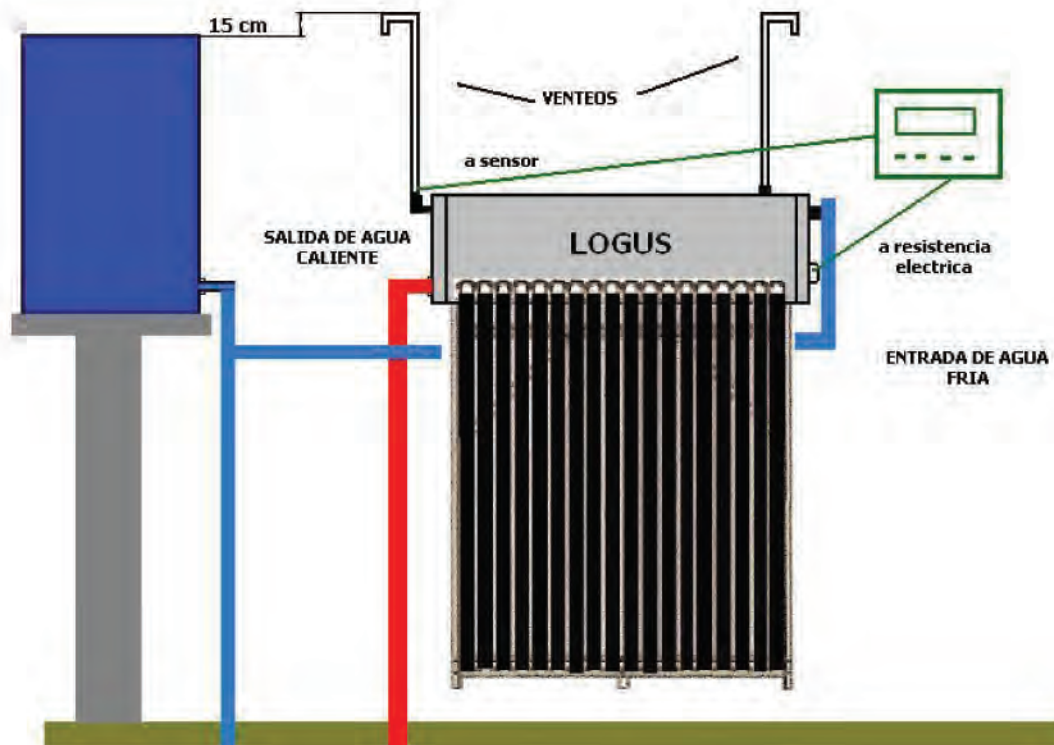 15 cm
VENTEOS
a sensor
SALIDA DE AGUA
CALIENTE
LOGUS
a resistencia
electrica
ENTRADA DE AGUA
FRIA